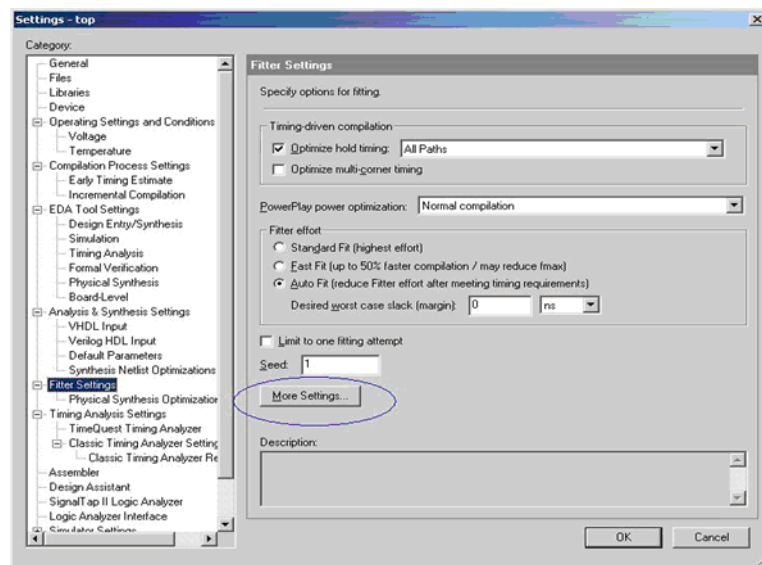 Settings - top
Category:
General
Files
Libraries
Device
Operating Settings and Conditions
Voltage
Temperature
Compilation Process Settings
Early Timing Estimate
Incremental Compilation
EDA Tool Settings
Design Entry/Synthesis
Simulation
Timing Analysis
Formal Verification
Physical Synthesis
Board-Level
Analysis & Synthesis Settings
VHDL Input
Verilog HDL Input
Default Parameters
Synthesis Netlist Optimizations
Fitter Settings
Physical Synthesis Optimization
Timing Analysis Settings
TimeQuest Timing Analyzer
Classic Timing Analyzer Setting
Classic Timing Analyzer Re
Assembler
Design Assistant
SignalTap II Logic Analyzer
Logic Analyzer Interface
Simulator Settings
Fitter Settings
Specify options for fitting.
Timing-driven compilation
Optimize hold timing: All Paths
Optimize multi-corner timing
PowerPlay power optimization: Normal compilation
Fitter effort
Standard Fit (highest effort)
Fast Fit (up to 50% faster compilation / may reduce fmax)
Auto Fit (reduce Fitter effort after meeting timing requirements)
Desired worst case slack (margin): 0 ns
Limit to one fitting attempt
Seed: 1
More Settings...
Description:
OK Cancel